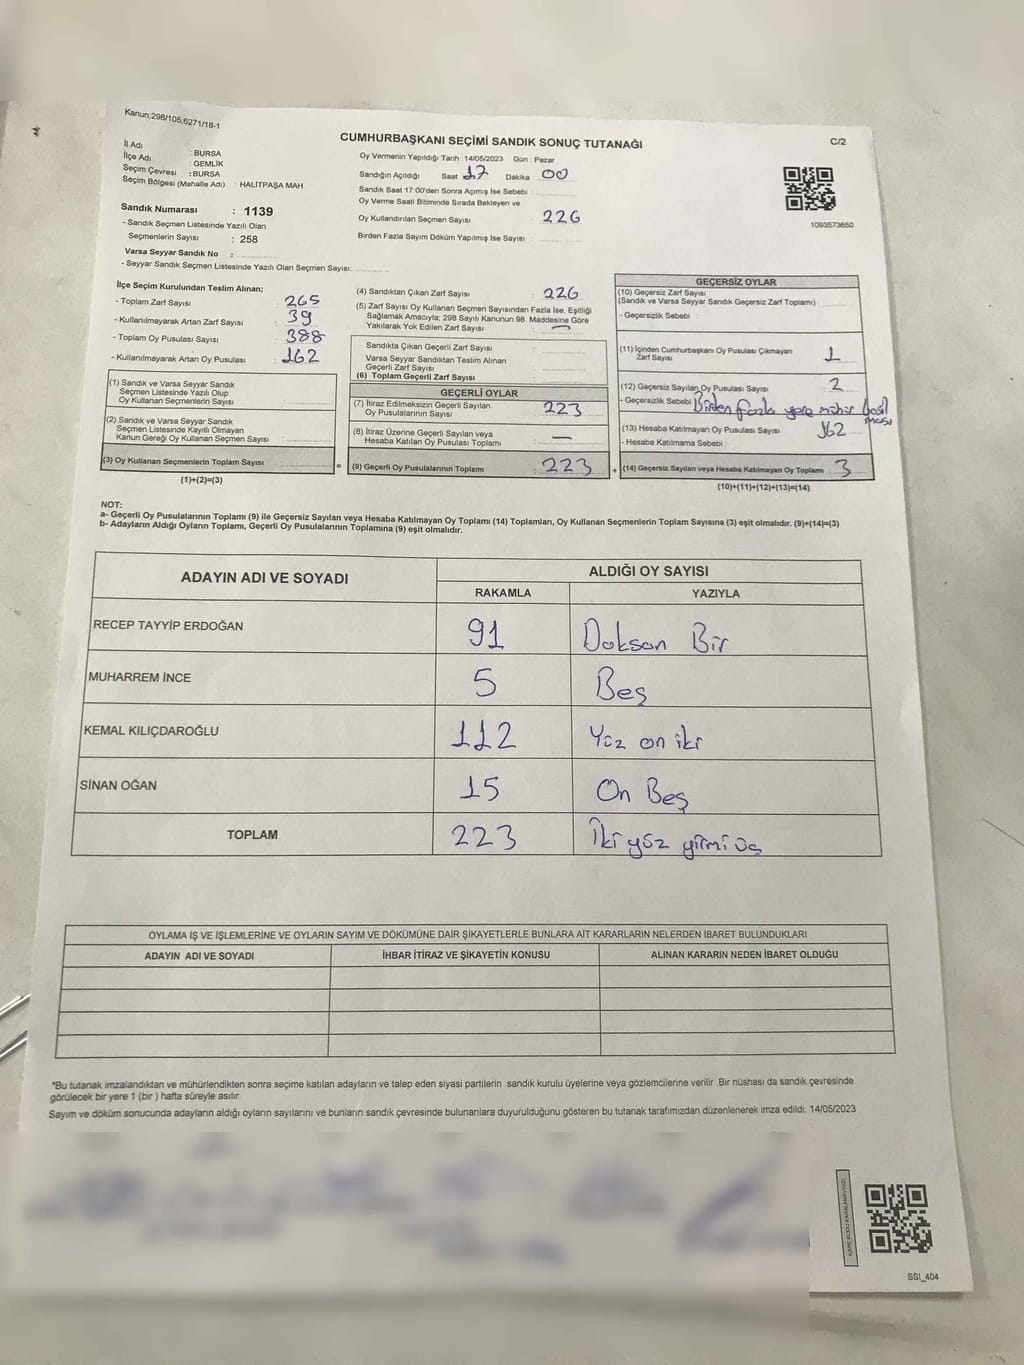 Kanun;298/105,6271/18-1
CUMHURBAŞKANI SEÇİMİ SANDIK SONUÇ TUTANAĞI
C/2
İl Adı : BURSA
İlçe Adı : GEMLİK
Seçim Çevresi : BURSA
Seçim Bölgesi (Mahalle Adı) : HALİTPAŞA MAH
Sandık Numarası : 1139
- Sandık Seçmen Listesinde Yazılı Olan
Seçmenlerin Sayısı : 258
Varsa Seyyar Sandık No :
- Seyyar Sandık Seçmen Listesinde Yazılı Olan Seçmen Sayısı:
Oy Vermenin Yapıldığı Tarih : 14/05/2023 Gün : Pazar
Sandığın Açıldığı Saat 17 Dakika : 00
Sandık Saat 17:00'den Sonra Açımış İse Sebebi :
Oy Verme Saati Bitiminde Sırada Bekleyen ve
Oy Kullandırılan Seçmen Sayısı 226
Birden Fazla Sayım Döküm Yapılmış İse Sayısı :
1093573650
İlçe Seçim Kurulundan Teslim Alınan;
- Toplam Zarf Sayısı : 265
- Kullanılmayarak Artan Zarf Sayısı : 39
- Toplam Oy Pusulası Sayısı : 388
- Kullanılmayarak Artan Oy Pusulası : 162
(1) Sandık ve Varsa Seyyar Sandık
Seçmen Listesinde Yazılı Olup
Oy Kullanan Seçmenlerin Sayısı :
(2) Sandık ve Varsa Seyyar Sandık
Seçmen Listesinde Kayıtlı Olmayan
Kanun Gereği Oy Kullanan Seçmen Sayısı :
(3) Oy Kullanan Seçmenlerin Toplam Sayısı :
(1)+(2)=(3)
(4) Sandıktan Çıkan Zarf Sayısı : 226
(5) Zarf Sayısı Oy Kullanan Seçmen Sayısından Fazla İse, Eşitliği
Sağlamak Amacıyla; 298 Sayılı Kanunun 98. Maddesine Göre
Yakılarak Yok Edilen Zarf Sayısı : —
Sandıkta Çıkan Geçerli Zarf Sayısı :
Varsa Seyyar Sandıktan Teslim Alınan
Geçerli Zarf Sayısı :
(6) Toplam Geçerli Zarf Sayısı :
GEÇERLİ OYLAR
(7) İtiraz Edilmeksizin Geçerli Sayılan
Oy Pusulalarının Sayısı : 223
(8) İtiraz Üzerine Geçerli Sayılan veya
Hesaba Katılan Oy Pusulası Toplamı : —
= (9) Geçerli Oy Pusulalarının Toplamı : 223 +
GEÇERSİZ OYLAR
(10) Geçersiz Zarf Sayısı
(Sandık ve Varsa Seyyar Sandık Geçersiz Zarf Toplamı) :
- Geçersizlik Sebebi :
(11) İçinden Cumhurbaşkanı Oy Pusulası Çıkmayan
Zarf Sayısı : 1
(12) Geçersiz Sayılan Oy Pusulası Sayısı : 2
- Geçersizlik Sebebi : Birden fazla yere mühür basıl
ması
(13) Hesaba Katılmayan Oy Pusulası Sayısı : 162
- Hesaba Katılmama Sebebi :
(14) Geçersiz Sayılan veya Hesaba Katılmayan Oy Toplamı : 3
(10)+(11)+(12)+(13)=(14)
NOT:
a- Geçerli Oy Pusulalarının Toplamı (9) ile Geçersiz Sayılan veya Hesaba Katılmayan Oy Toplamı (14) Toplamları, Oy Kullanan Seçmenlerin Toplam Sayısına (3) eşit olmalıdır. (9)+(14)=(3)
b- Adayların Aldığı Oyların Toplamı, Geçerli Oy Pusulalarının Toplamına (9) eşit olmalıdır.
ADAYIN ADI VE SOYADI ALDIĞI OY SAYISI
RAKAMLA YAZIYLA
RECEP TAYYİP ERDOĞAN 91 Doksan Bir
MUHARREM İNCE 5 Beş
KEMAL KILIÇDAROĞLU 112 Yüz on iki
SİNAN OĞAN 15 On Beş
TOPLAM 223 İki yüz yirmi üç
OYLAMA İŞ VE İŞLEMLERİNE VE OYLARIN SAYIM VE DÖKÜMÜNE DAİR ŞİKAYETLERLE BUNLARA AİT KARARLARIN NELERDEN İBARET BULUNDUKLARI
ADAYIN ADI VE SOYADI İHBAR İTİRAZ VE ŞİKAYETİN KONUSU ALINAN KARARIN NEDEN İBARET OLDUĞU
*Bu tutanak imzalandıktan ve mühürlendikten sonra seçime katılan adayların ve talep eden siyasi partilerin sandık kurulu üyelerine veya gözlemcilerine verilir .Bir nüshası da sandık çevresinde
görülecek bir yere 1 (bir ) hafta süreyle asılır.
Sayım ve döküm sonucunda adayların aldığı oyların sayılarını ve bunların sandık çevresinde bulunanlara duyurulduğunu gösteren bu tutanak tarafımızdan düzenlenerek imza edildi. 14/05/2023
KARE KODU KARALAMAYINIZ!
SSİ_404